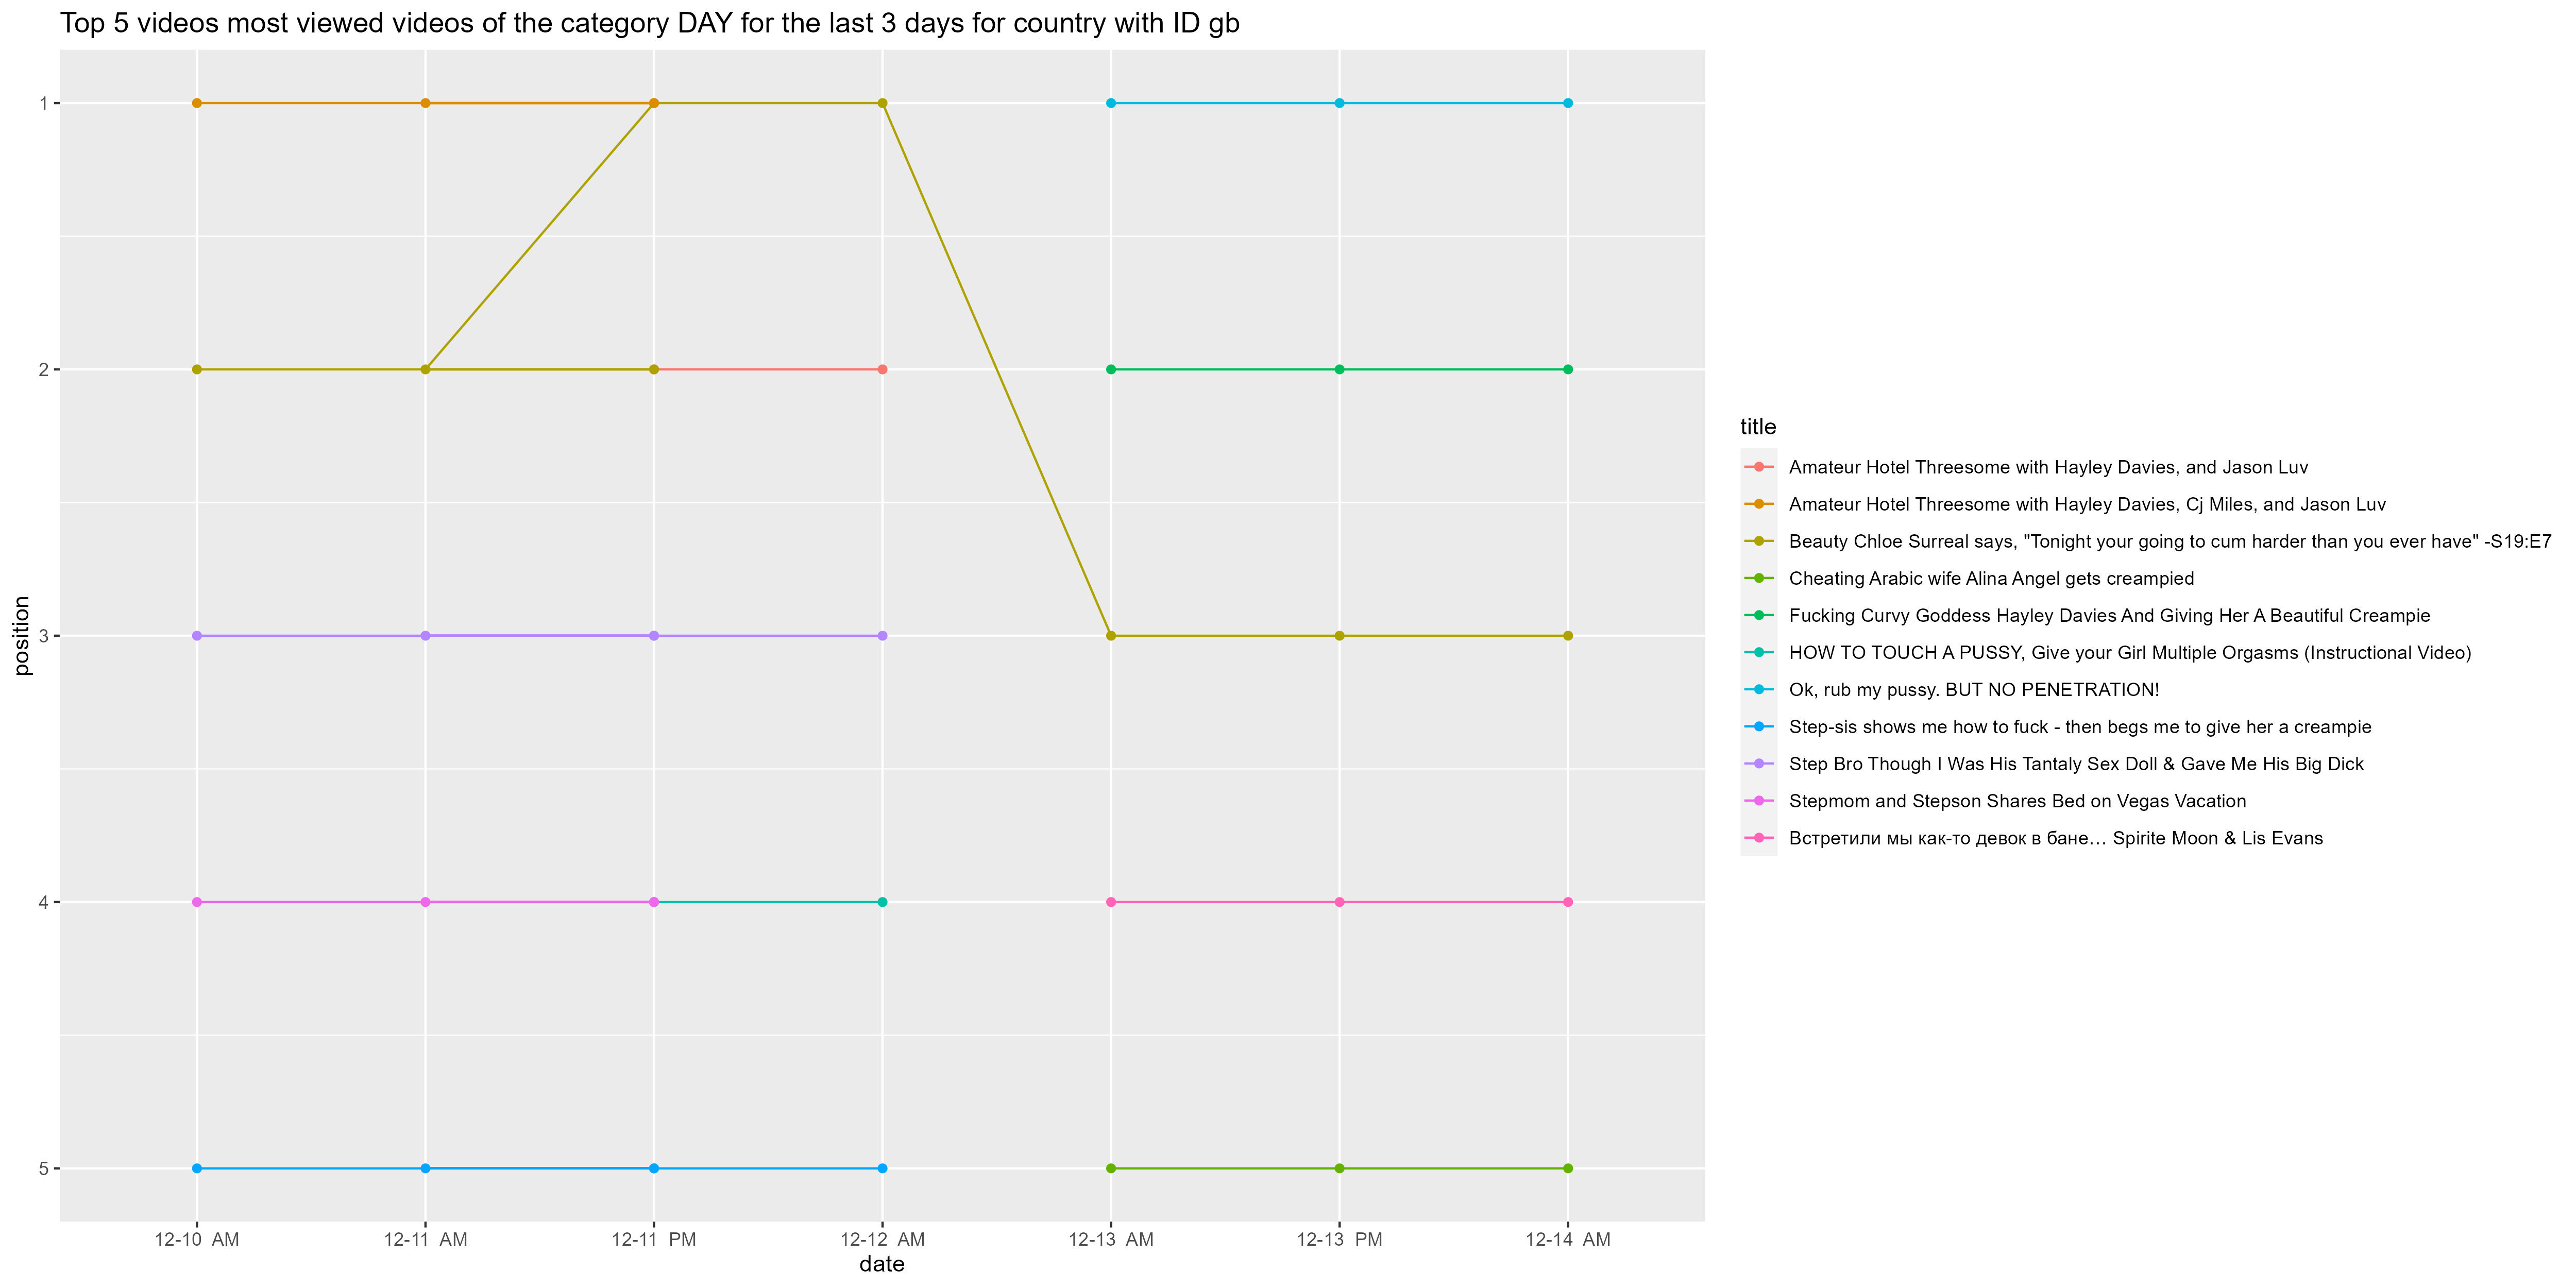 Top 5 videos most viewed videos of the category DAY for the last 3 days for country with ID gb
position
1
2
3
4
5
12-10 AM
12-11 AM
12-11 PM
12-12 AM
12-13 AM
12-13 PM
12-14 AM
date
title
Amateur Hotel Threesome with Hayley Davies, and Jason Luv
Amateur Hotel Threesome with Hayley Davies, Cj Miles, and Jason Luv
Beauty Chloe Surreal says, "Tonight your going to cum harder than you ever have" -S19:E7
Cheating Arabic wife Alina Angel gets creampied
Fucking Curvy Goddess Hayley Davies And Giving Her A Beautiful Creampie
HOW TO TOUCH A PUSSY, Give your Girl Multiple Orgasms (Instructional Video)
Ok, rub my pussy. BUT NO PENETRATION!
Step-sis shows me how to fuck - then begs me to give her a creampie
Step Bro Though I Was His Tantaly Sex Doll & Gave Me His Big Dick
Stepmom and Stepson Shares Bed on Vegas Vacation
Встретили мы как-то девок в бане… Spirite Moon & Lis Evans